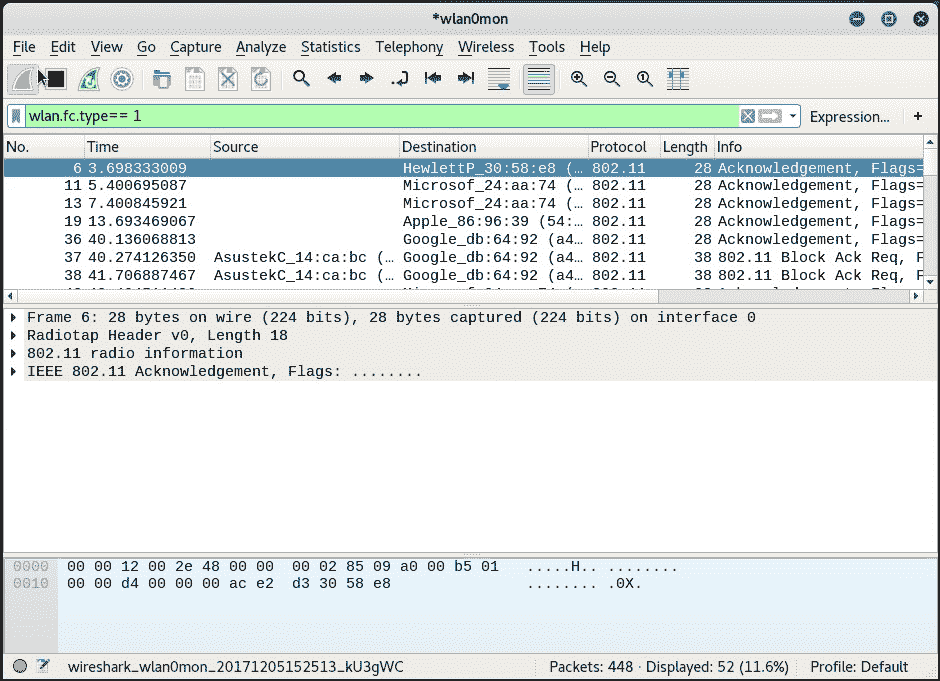 *wlan0mon
File Edit View Go Capture Analyze Statistics Telephony Wireless Tools Help
wlan.fc.type== 1 Expression... +
No. Time Source Destination Protocol Length Info
6 3.698333009 HewlettP_30:58:e8 (… 802.11 28 Acknowledgement, Flags=
11 5.400695087 Microsof_24:aa:74 (… 802.11 28 Acknowledgement, Flags=
13 7.400845921 Microsof_24:aa:74 (… 802.11 28 Acknowledgement, Flags=
19 13.693469067 Apple_86:96:39 (54:… 802.11 28 Acknowledgement, Flags=
36 40.136068813 Google_db:64:92 (a4… 802.11 28 Acknowledgement, Flags=
37 40.274126350 AsustekC_14:ca:bc (… Google_db:64:92 (a4… 802.11 38 802.11 Block Ack Req, F
38 41.706887467 AsustekC_14:ca:bc (… Google_db:64:92 (a4… 802.11 38 802.11 Block Ack Req, F
Frame 6: 28 bytes on wire (224 bits), 28 bytes captured (224 bits) on interface 0
Radiotap Header v0, Length 18
802.11 radio information
IEEE 802.11 Acknowledgement, Flags: ........
0000 00 00 12 00 2e 48 00 00 00 02 85 09 a0 00 b5 01 .....H.. ........
0010 00 00 d4 00 00 00 ac e2 d3 30 58 e8 ........ .0X.
wireshark_wlan0mon_20171205152513_kU3gWC Packets: 448 · Displayed: 52 (11.6%) Profile: Default